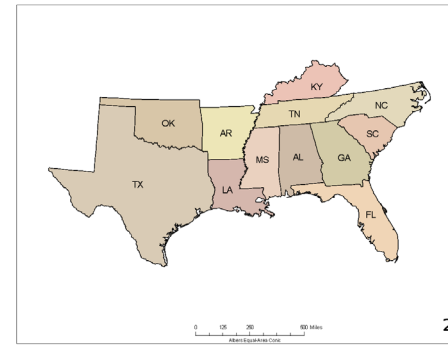 KY
NC
TN
OK
AR
SC
MS
AL
GA
TX
LA
FL
0 125 250 500 Miles
Albers Equal-Area Conic
2